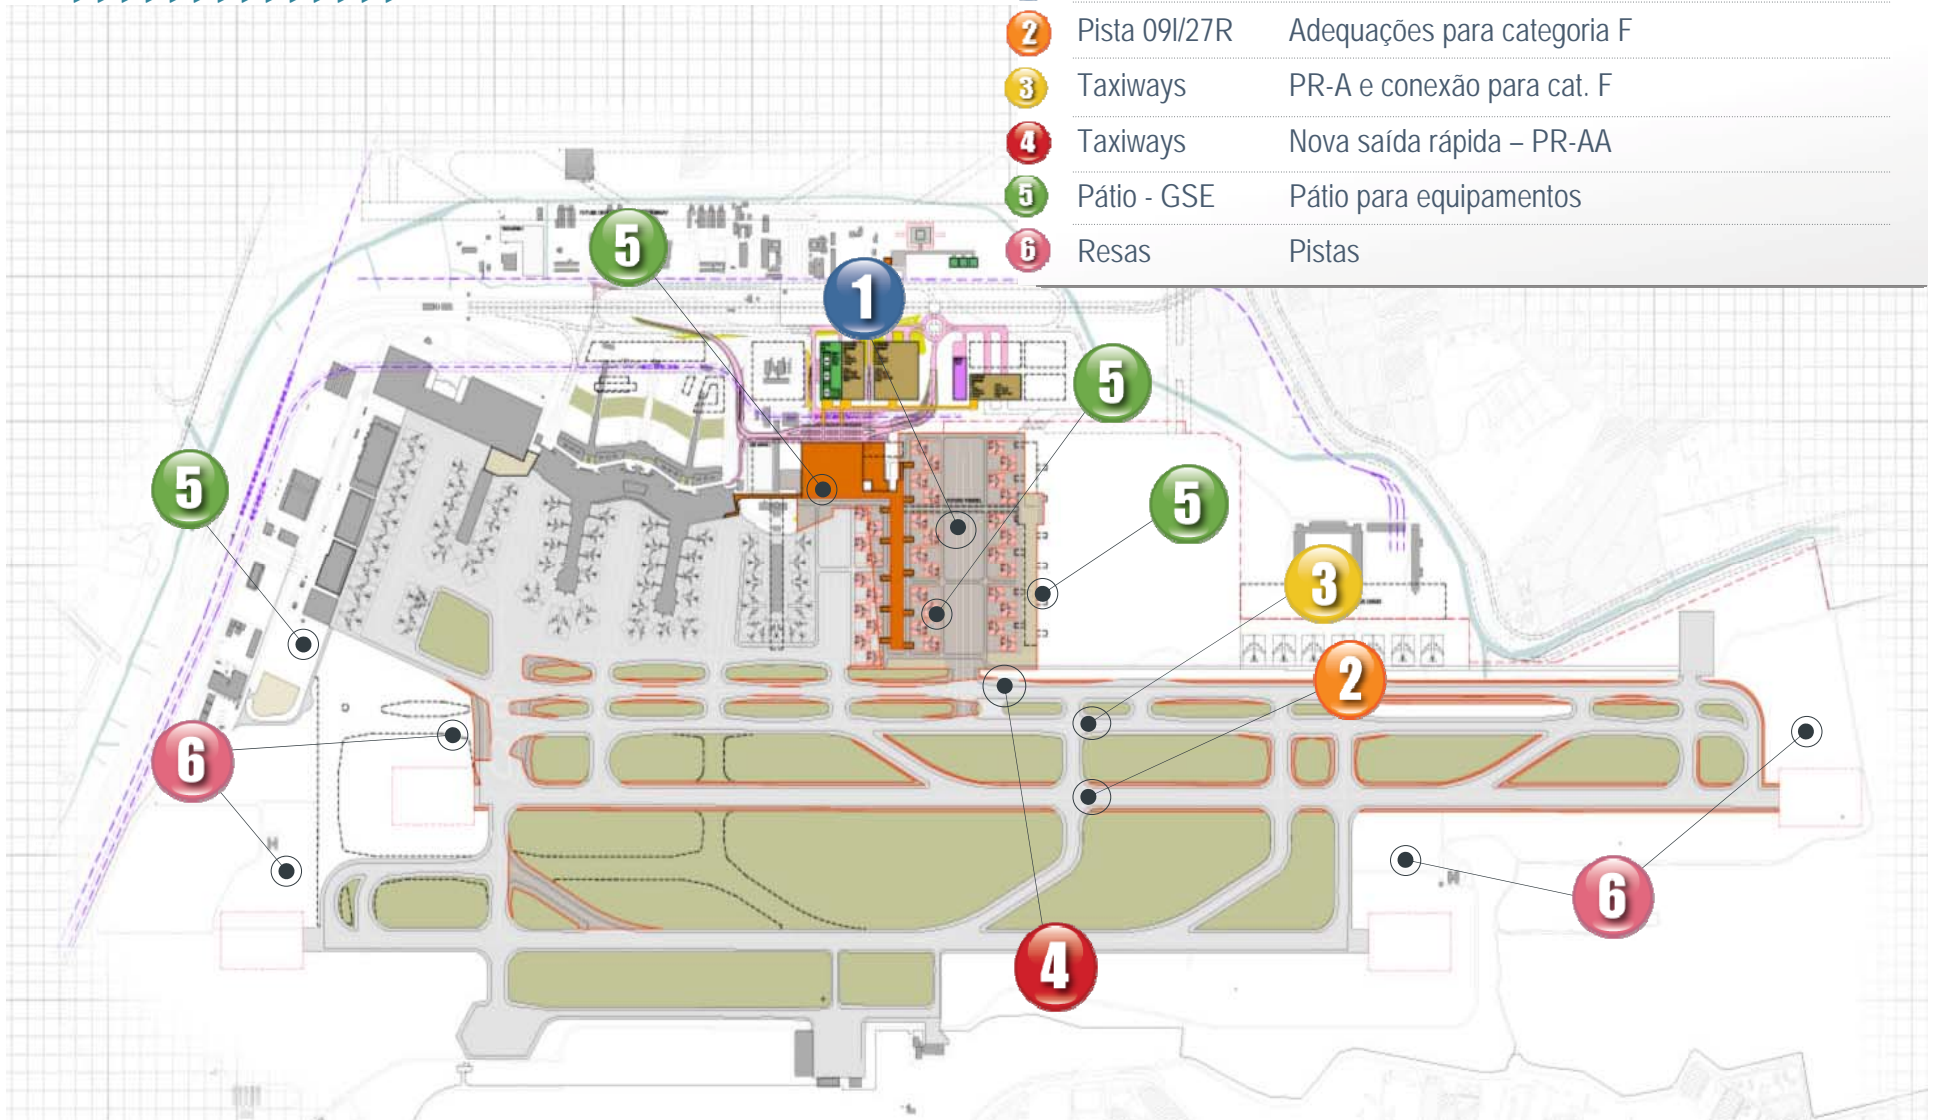 2 Pista 09l/27R Adequações para categoria F
3 Taxiways PR-A e conexão para cat. F
4 Taxiways Nova saída rápida – PR-AA
5 Pátio - GSE Pátio para equipamentos
6 Resas Pistas
5
1
5
5
5
3
2
6
6
4
H
H